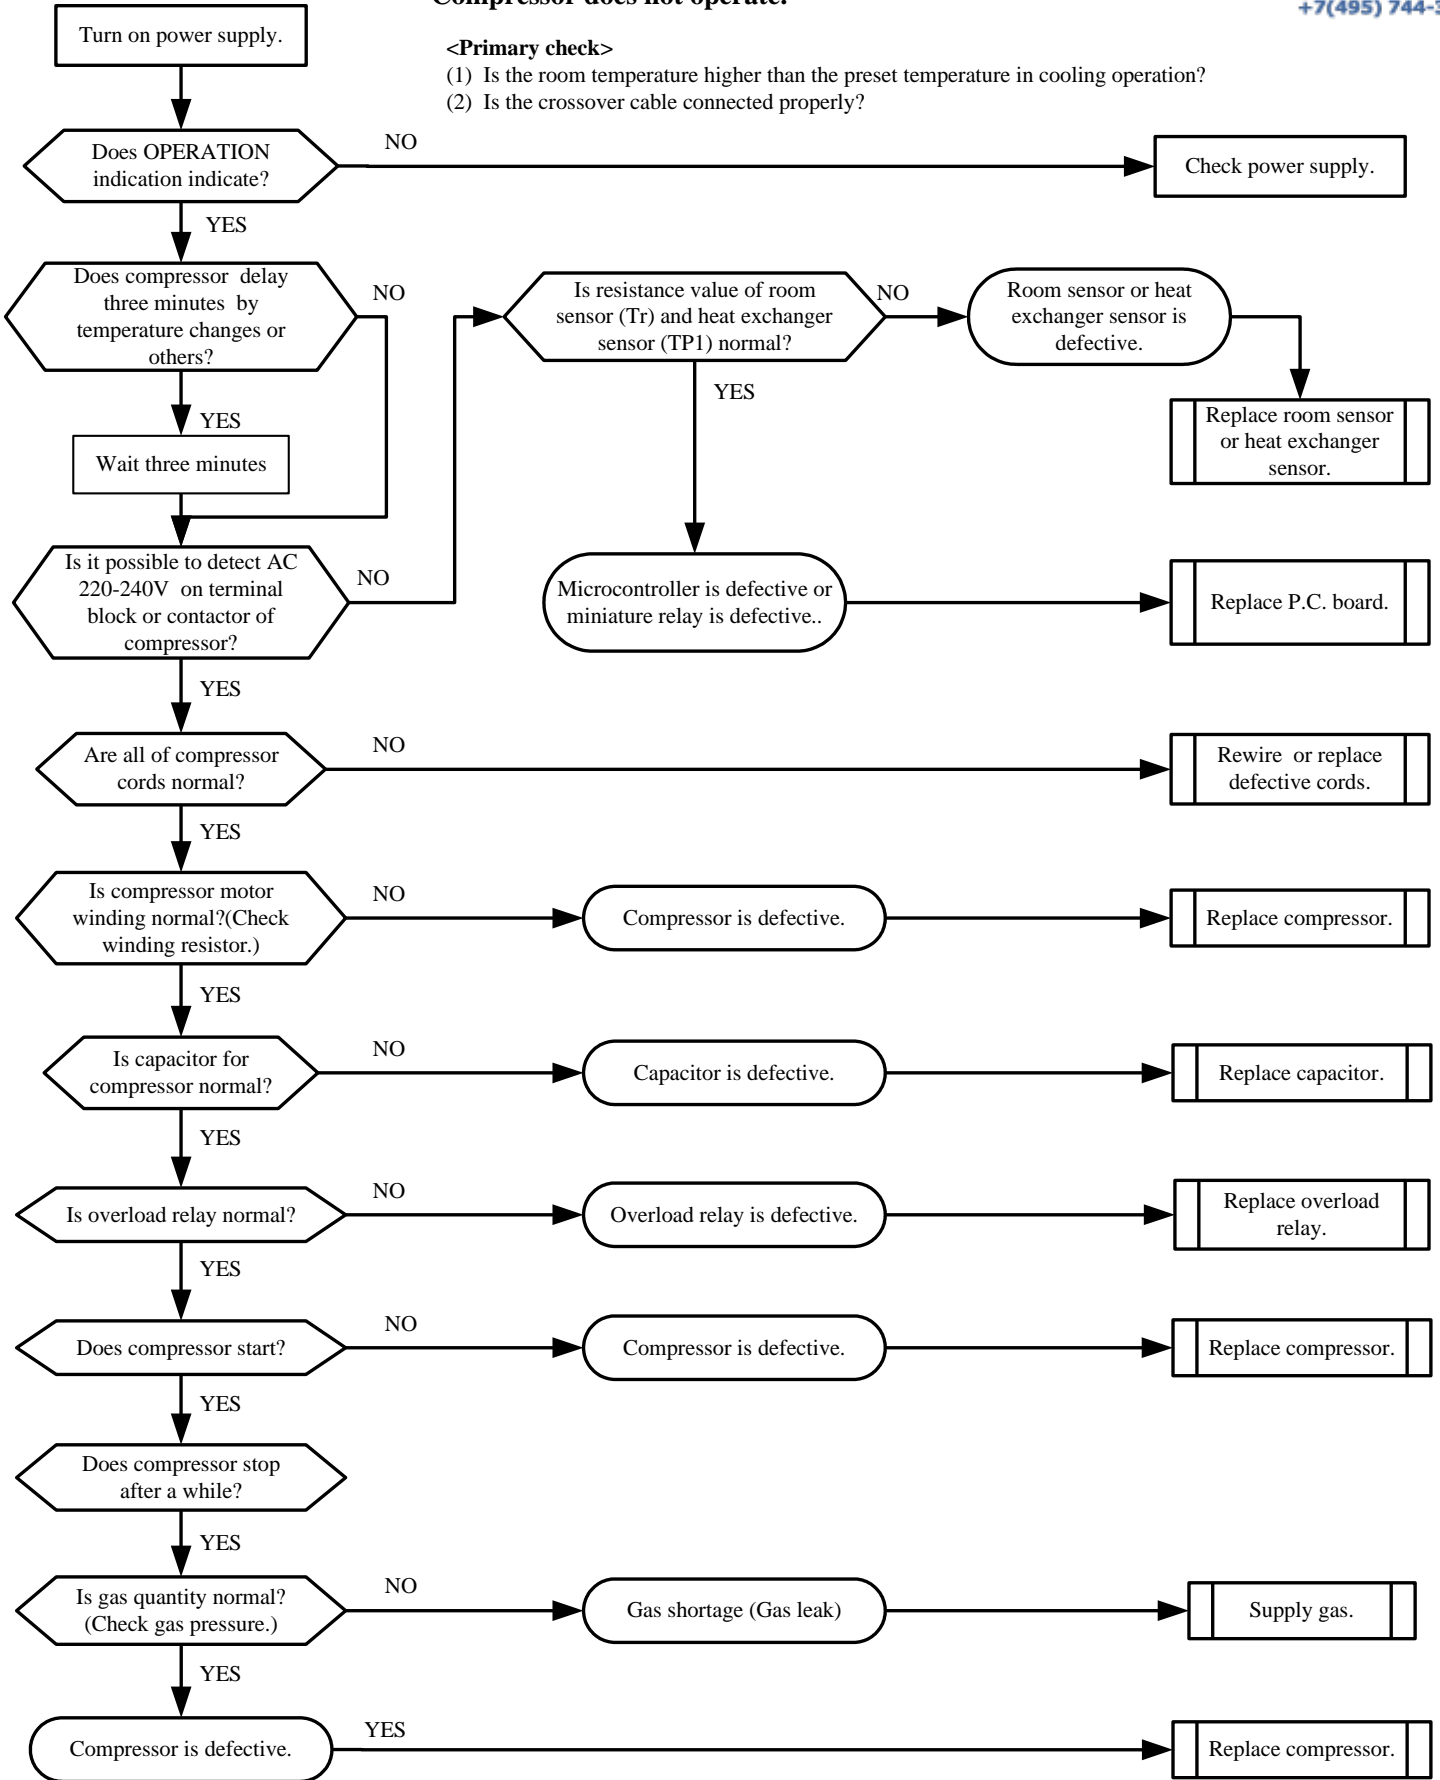 Compressor does not operate.
+7(495) 744-
Turn on power supply.
<Primary check>
(1) Is the room temperature higher than the preset temperature in cooling operation?
(2) Is the crossover cable connected properly?
Does OPERATION
indication indicate?
NO
Check power supply.
YES
Does compressor delay
three minutes by
temperature changes or
others?
NO
Is resistance value of room
sensor (Tr) and heat exchanger
sensor (TP1) normal?
NO
Room sensor or heat
exchanger sensor is
defective.
YES
YES
Replace room sensor
or heat exchanger
sensor.
Wait three minutes
Is it possible to detect AC
220-240V on terminal
block or contactor of
compressor?
NO
Microcontroller is defective or
miniature relay is defective..
Replace P.C. board.
YES
Are all of compressor
cords normal?
NO
Rewire or replace
defective cords.
YES
Is compressor motor
winding normal?(Check
winding resistor.)
NO
Compressor is defective.
Replace compressor.
YES
Is capacitor for
compressor normal?
NO
Capacitor is defective.
Replace capacitor.
YES
Is overload relay normal?
NO
Overload relay is defective.
Replace overload
relay.
YES
Does compressor start?
NO
Compressor is defective.
Replace compressor.
YES
Does compressor stop
after a while?
YES
Is gas quantity normal?
(Check gas pressure.)
NO
Gas shortage (Gas leak)
Supply gas.
YES
Compressor is defective.
YES
Replace compressor.